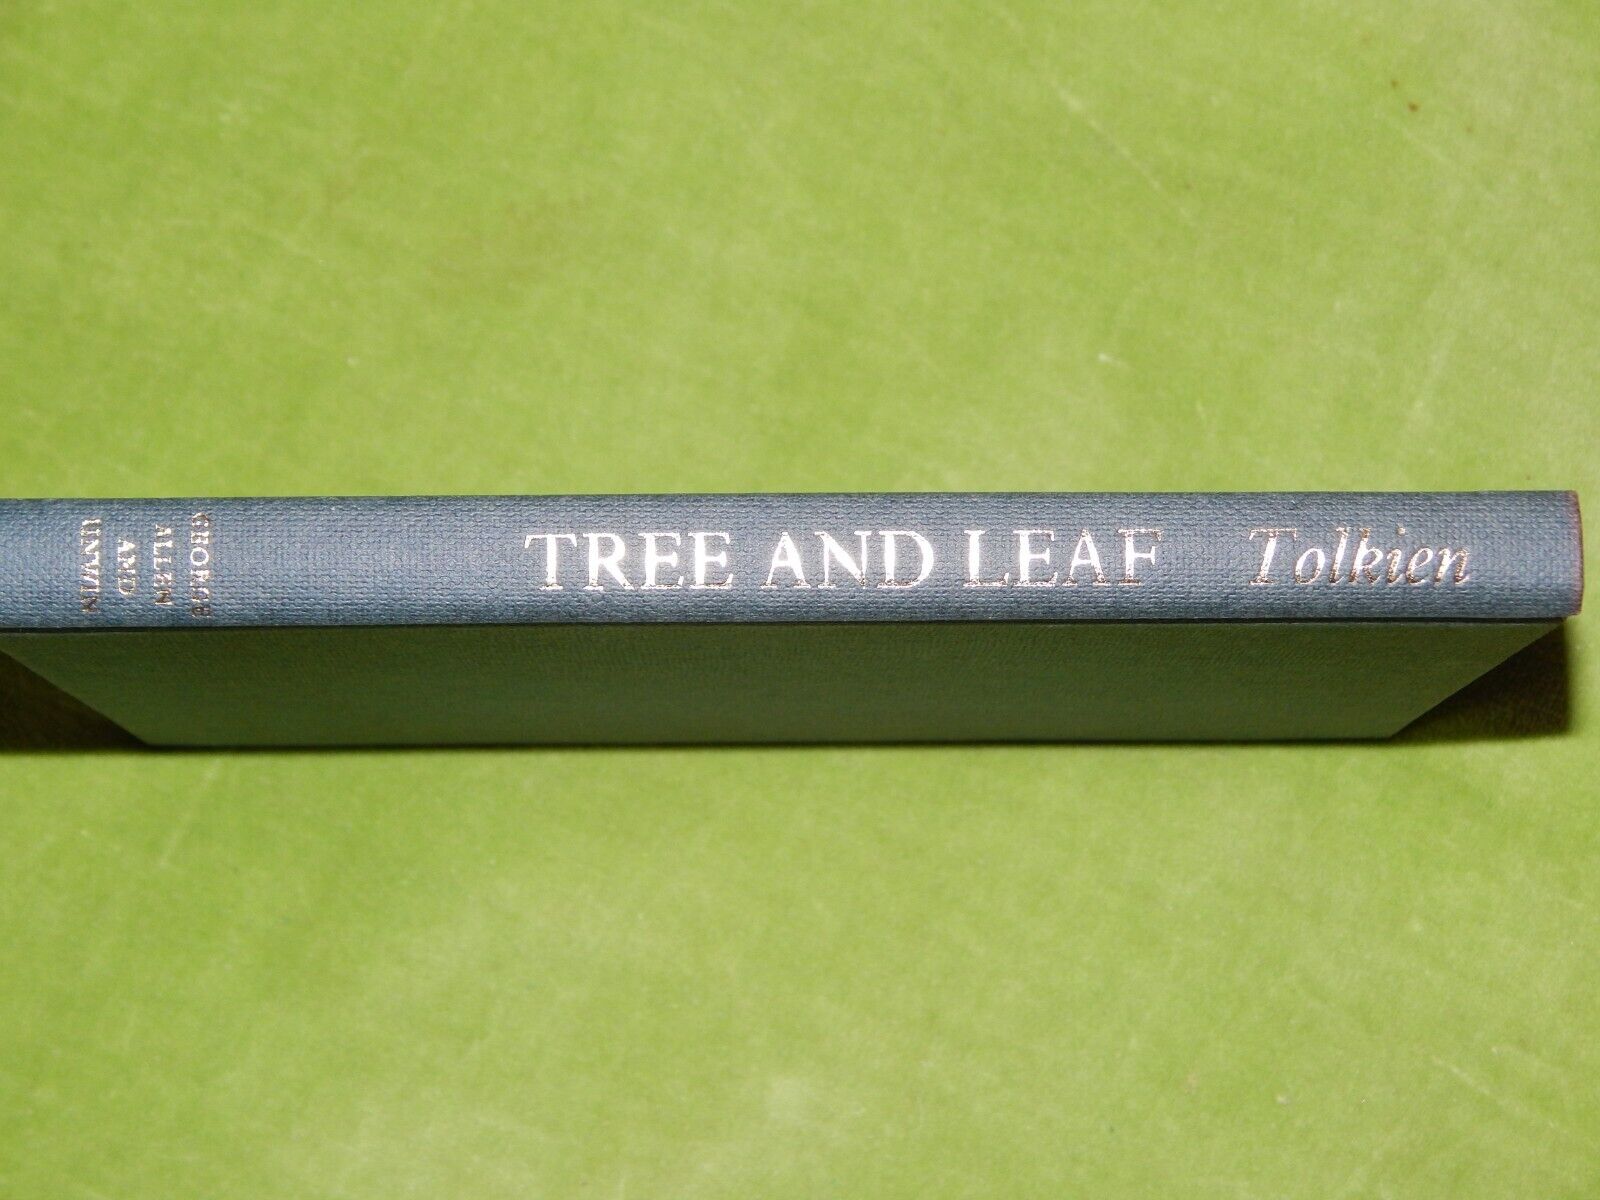 TREE AND LEAF Tolkien
GEORGE
ALLEN
AND
UNWIN